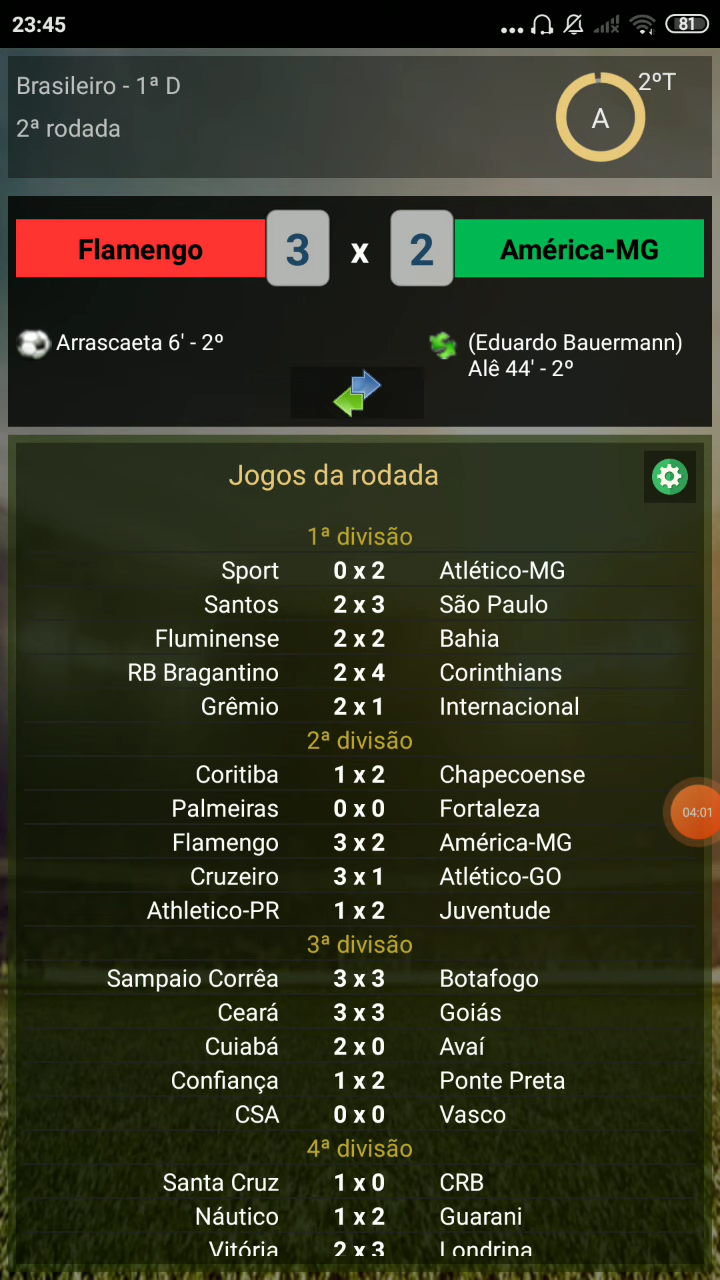 23:45
81
Brasileiro - 1ª D
2ºT
A
2ª rodada
Flamengo 3 x 2 América-MG
Arrascaeta 6' - 2º
(Eduardo Bauermann)
Alê 44' - 2º
Jogos da rodada
1ª divisão
Sport 0 x 2 Atlético-MG
Santos 2 x 3 São Paulo
Fluminense 2 x 2 Bahia
RB Bragantino 2 x 4 Corinthians
Grêmio 2 x 1 Internacional
2ª divisão
Coritiba 1 x 2 Chapecoense
Palmeiras 0 x 0 Fortaleza
04:01
Flamengo 3 x 2 América-MG
Cruzeiro 3 x 1 Atlético-GO
Athletico-PR 1 x 2 Juventude
3ª divisão
Sampaio Corrêa 3 x 3 Botafogo
Ceará 3 x 3 Goiás
Cuiabá 2 x 0 Avaí
Confiança 1 x 2 Ponte Preta
CSA 0 x 0 Vasco
4ª divisão
Santa Cruz 1 x 0 CRB
Náutico 1 x 2 Guarani
Vitória 2 x 3 Londrina